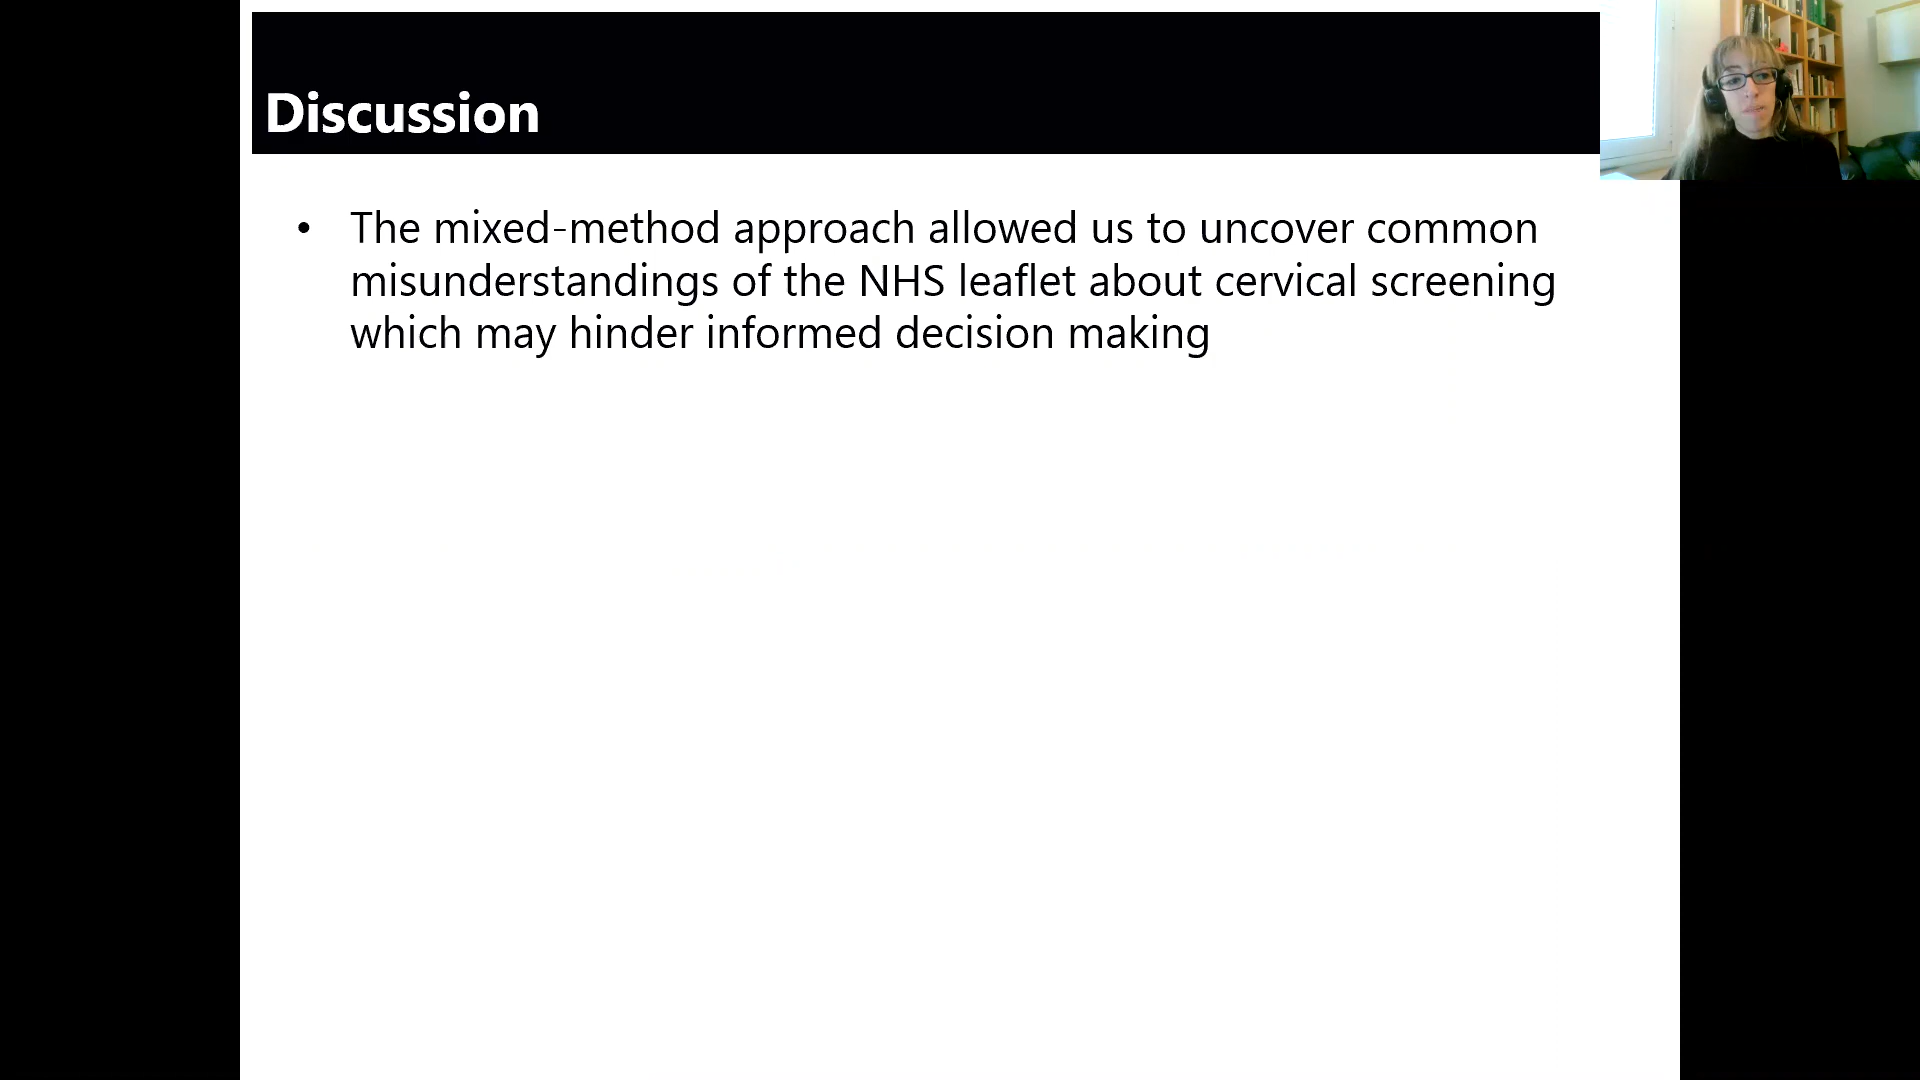 Discussion
• The mixed-method approach allowed us to uncover common
misunderstandings of the NHS leaflet about cervical screening
which may hinder informed decision making